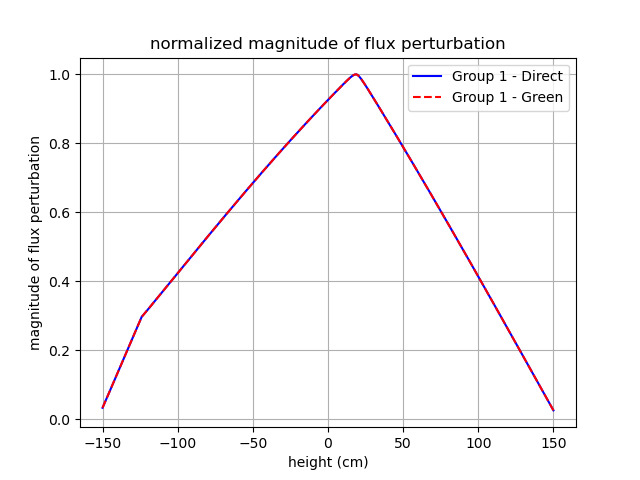 normalized magnitude of flux perturbation
Group 1 - Direct
Group 1 - Green
magnitude of flux perturbation
1.0
0.8
0.6
0.4
0.2
0.0
−150
−100
−50
0
50
100
150
height (cm)